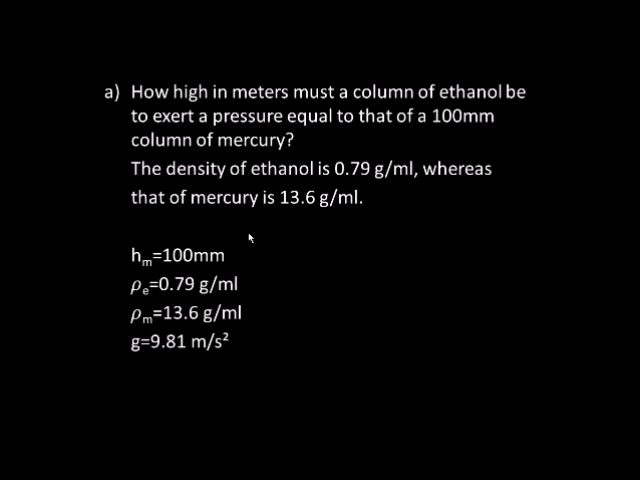 a) How high in meters must a column of ethanol be
to exert a pressure equal to that of a 100mm
column of mercury?
The density of ethanol is 0.79 g/ml, whereas
that of mercury is 13.6 g/ml.
hₘ=100mm
ρₑ=0.79 g/ml
ρₘ=13.6 g/ml
g=9.81 m/s²